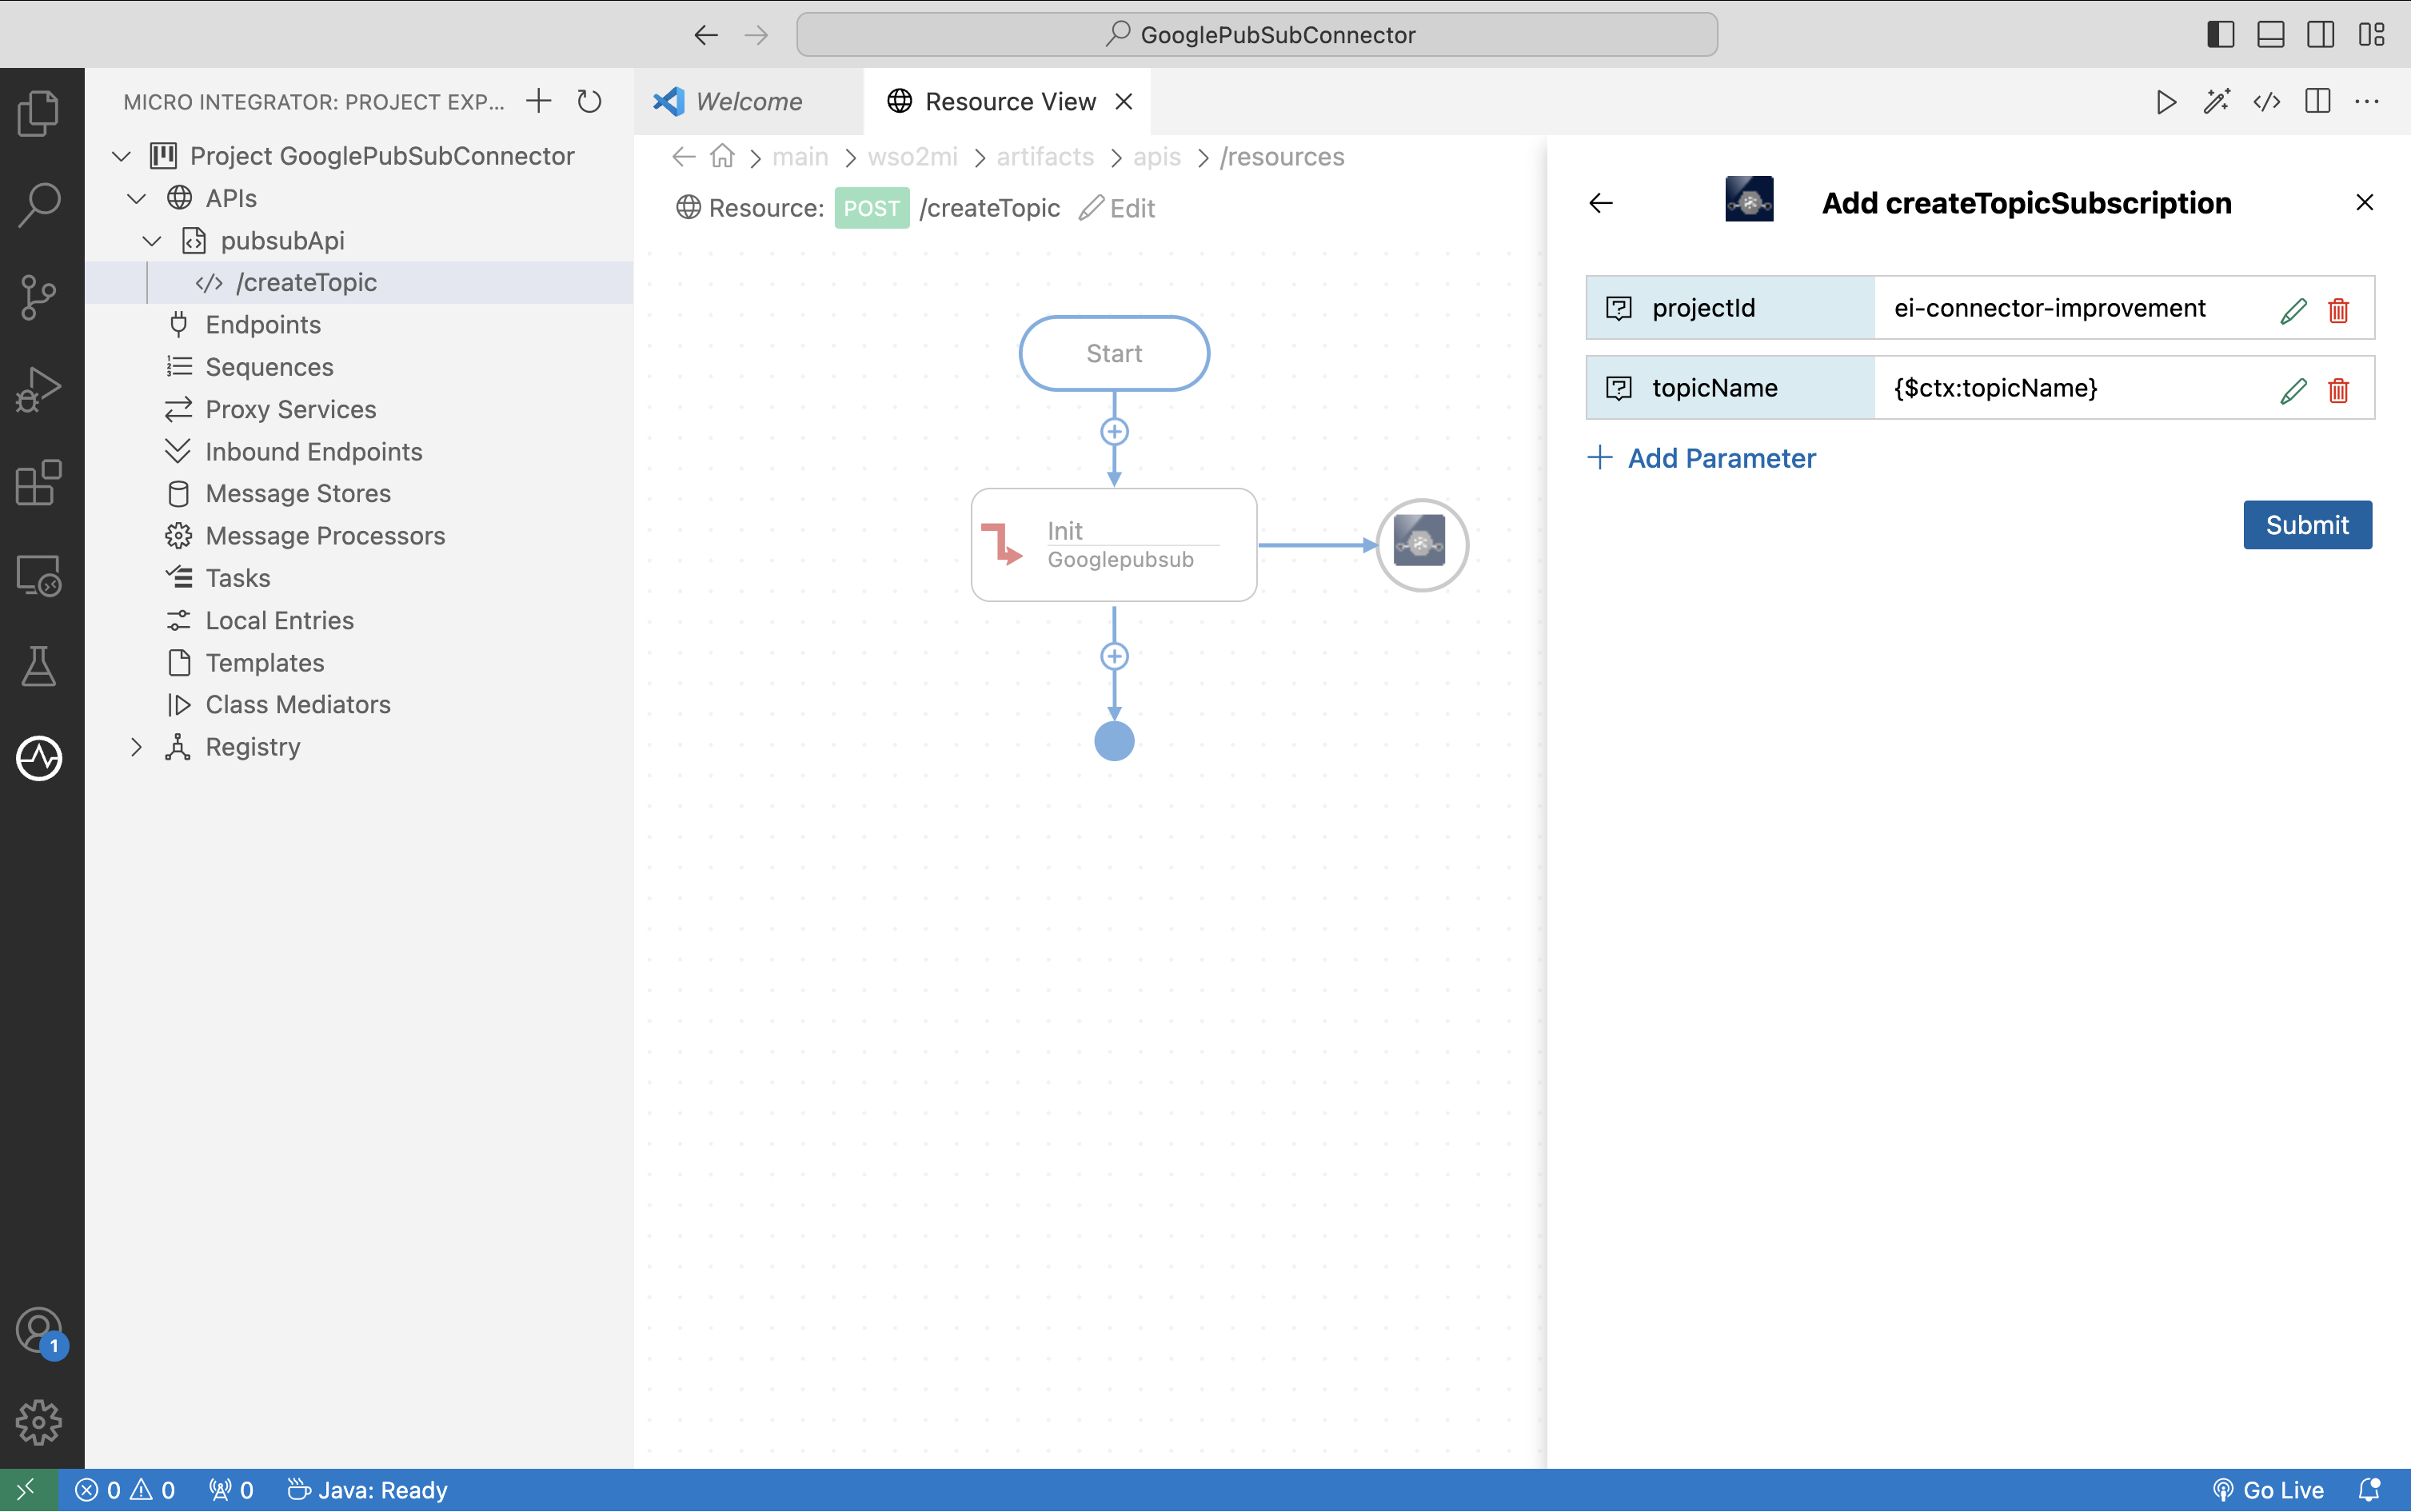 GooglePubSubConnector
MICRO INTEGRATOR: PROJECT EXP...
Project GooglePubSubConnector
APIs
pubsubApi
/createTopic
Endpoints
Sequences
Proxy Services
Inbound Endpoints
Message Stores
Message Processors
Tasks
Local Entries
Templates
Class Mediators
Registry
Welcome
Resource View
main > wso2mi > artifacts > apis > /resources
Resource: POST /createTopic Edit
Start
Init
Googlepubsub
Add createTopicSubscription
projectId ei-connector-improvement
topicName {$ctx:topicName}
Add Parameter
Submit
1
0 0 0 Java: Ready
Go Live